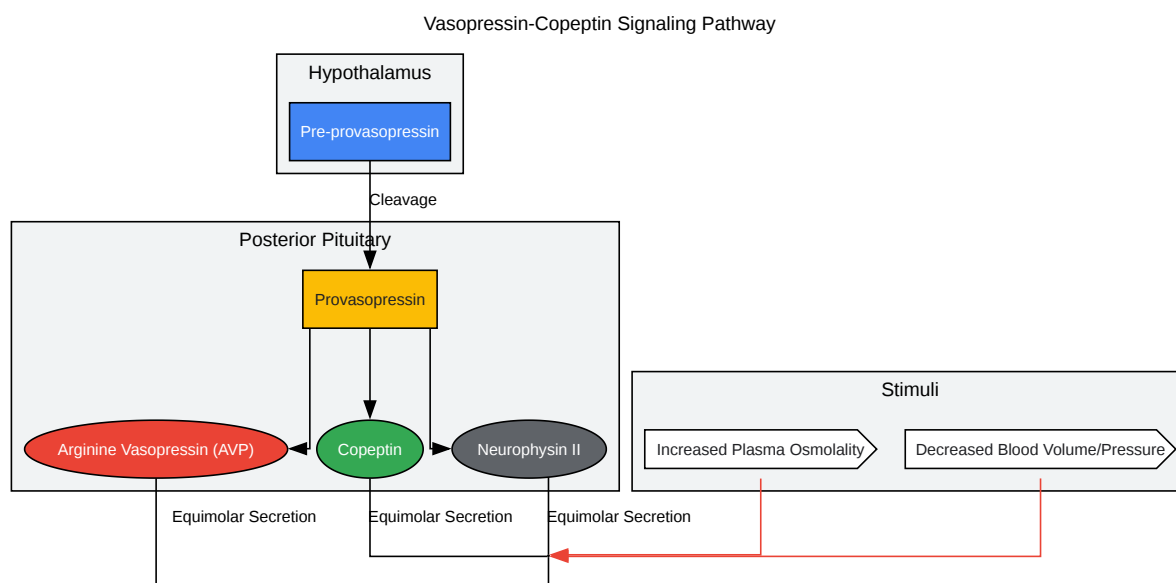 Vasopressin-Copeptin Signaling Pathway
Hypothalamus
Pre-provasopressin
Cleavage
Posterior Pituitary
Provasopressin
Stimuli
Arginine Vasopressin (AVP)
Copeptin
Neurophysin II
Increased Plasma Osmolality
Decreased Blood Volume/Pressure
Equimolar Secretion
Equimolar Secretion
Equimolar Secretion